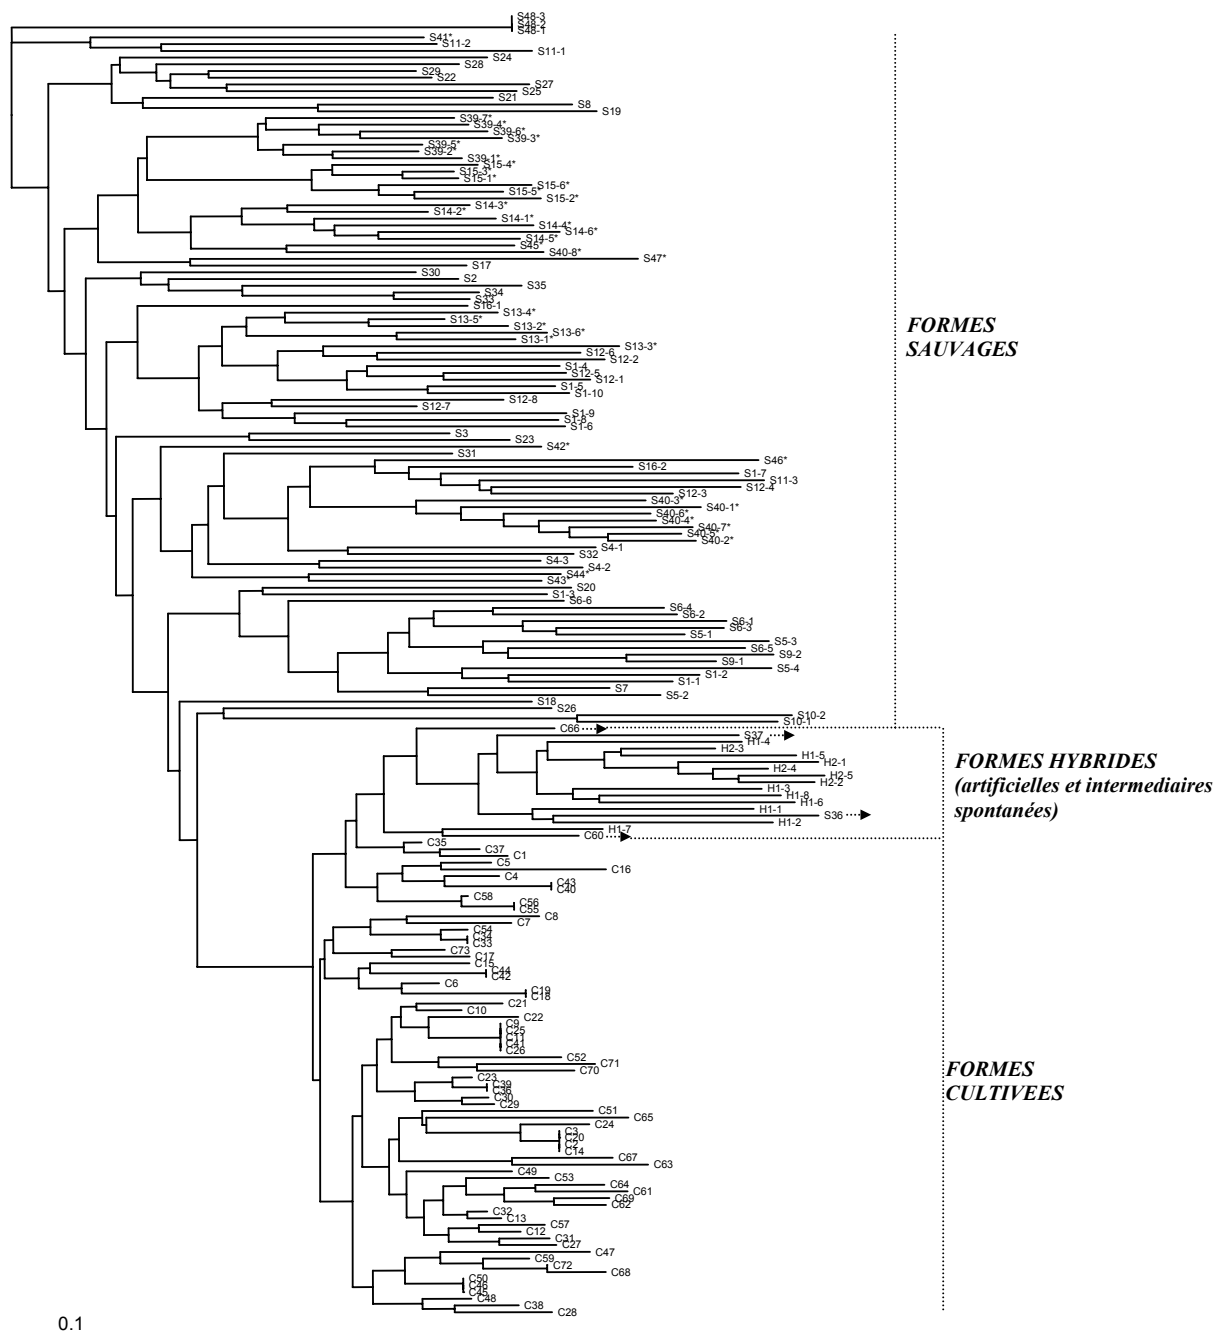 S48-3
S48-2
S48-1
S41*
S11-2
S11-1
S24
S28
S29
S22
S27
S25
S21
S8
S19
S39-7*
S39-4*
S39-6*
S39-3*
S39-5*
S39-2*
S39-1*
S15-4*
S15-3*
S15-1*
S15-6*
S15-5*
S15-2*
S14-3*
S14-2*
S14-1*
S14-4*
S14-6*
S14-5*
S45*
S40-8*
S47*
S17
S30
S2
S35
S34
S33
S16-1
S13-4*
S13-5*
S13-2*
S13-6*
S13-1*
S13-3*
S12-6
S12-2
S1-4
S12-5
S12-1
S1-5
S1-10
S12-8
S12-7
S1-9
S1-8
S1-6
S3
S23
S42*
S31
S46*
S16-2
S1-7
S11-3
S12-4
S12-3
S40-3*
S40-1*
S40-6*
S40-4*
S40-7*
S40-5*
S40-2*
S4-1
S32
S4-3
S4-2
S44*
S43*
S20
S1-3
S6-6
S6-4
S6-2
S6-1
S6-3
S5-1
S5-3
S6-5
S9-2
S9-1
S5-4
S1-2
S1-1
S7
S5-2
S18
S26
S10-2
S10-1
FORMES
SAUVAGES
C66
S37
H1-4
H2-3
H1-5
H2-1
H2-4
H2-5
H2-2
H1-3
H1-8
H1-6
H1-1
S36
H1-2
H1-7
C60
FORMES HYBRIDES
(artificielles et intermediaires
spontanées)
C35
C37
C1
C5
C16
C4
C43
C40
C58
C56
C55
C8
C7
C54
C34
C33
C73
C17
C15
C44
C42
C6
C19
C18
C21
C10
C22
C9
C25
C11
C41
C26
C52
C71
C70
C23
C39
C36
C30
C29
C51
C65
C24
C3
C20
C2
C14
C67
C63
C49
C53
C64
C61
C69
C62
C32
C13
C57
C12
C31
C27
C47
C59
C72
C68
C50
C46
C45
C48
C38
C28
FORMES
CULTIVEES
0.1